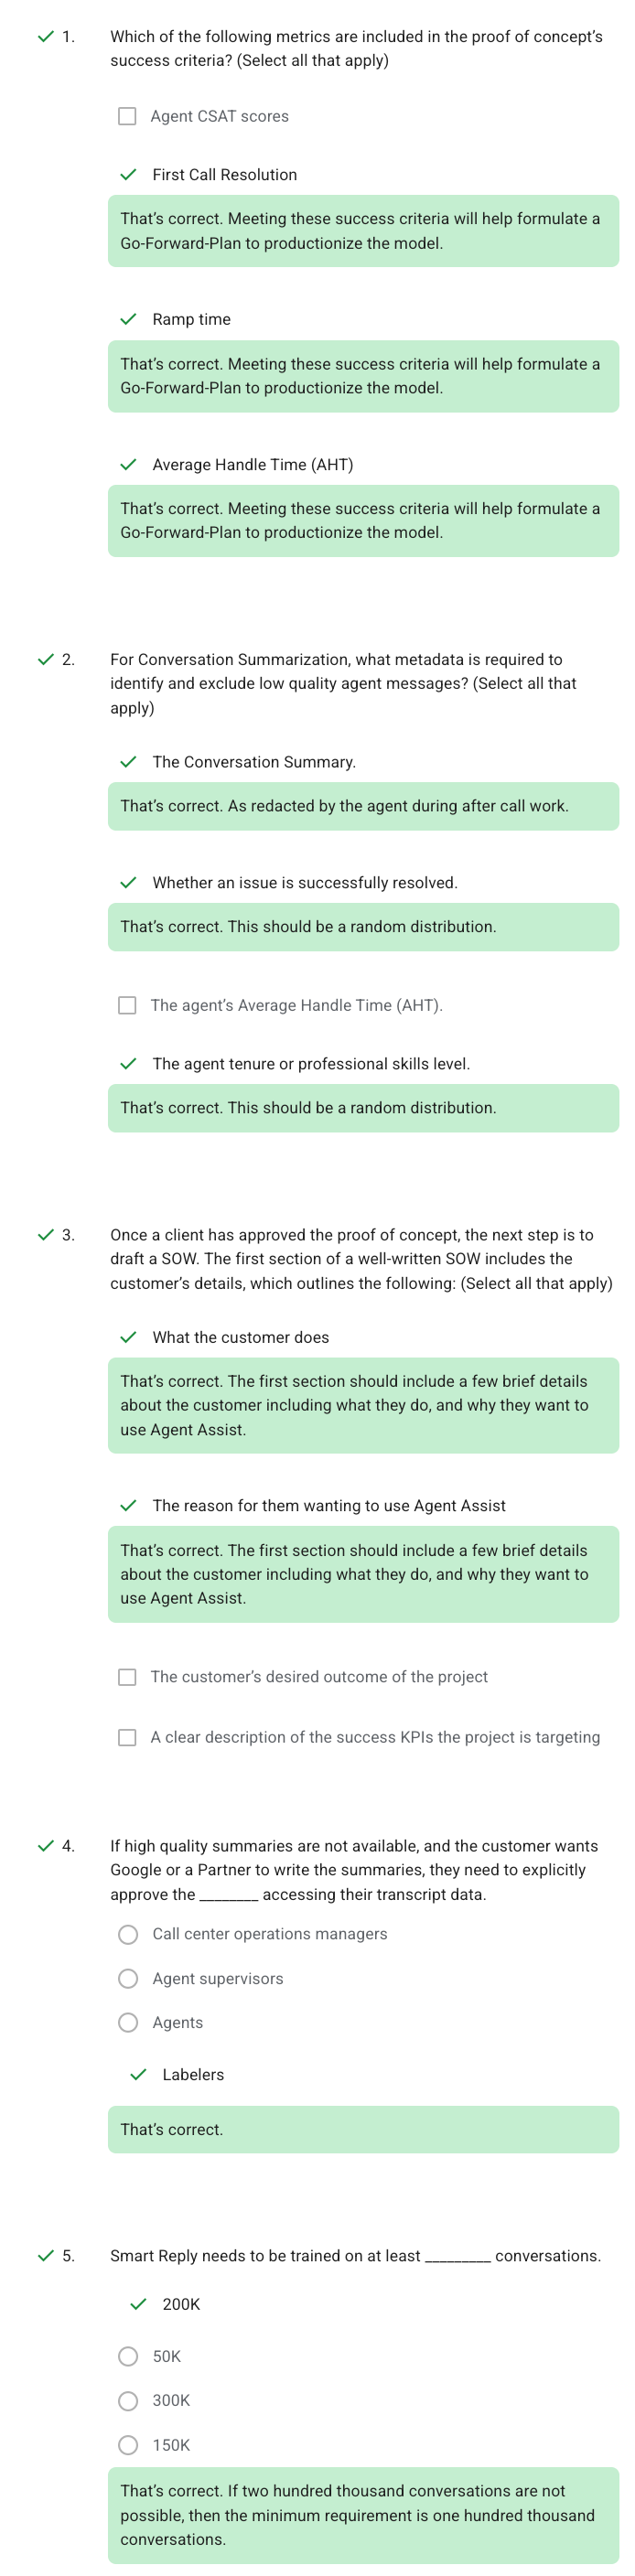 1. Which of the following metrics are included in the proof of concept’s
success criteria? (Select all that apply)
Agent CSAT scores
First Call Resolution
That’s correct. Meeting these success criteria will help formulate a
Go-Forward-Plan to productionize the model.
Ramp time
That’s correct. Meeting these success criteria will help formulate a
Go-Forward-Plan to productionize the model.
Average Handle Time (AHT)
That’s correct. Meeting these success criteria will help formulate a
Go-Forward-Plan to productionize the model.
2. For Conversation Summarization, what metadata is required to
identify and exclude low quality agent messages? (Select all that
apply)
The Conversation Summary.
That’s correct. As redacted by the agent during after call work.
Whether an issue is successfully resolved.
That’s correct. This should be a random distribution.
The agent’s Average Handle Time (AHT).
The agent tenure or professional skills level.
That’s correct. This should be a random distribution.
3. Once a client has approved the proof of concept, the next step is to
draft a SOW. The first section of a well-written SOW includes the
customer’s details, which outlines the following: (Select all that apply)
What the customer does
That’s correct. The first section should include a few brief details
about the customer including what they do, and why they want to
use Agent Assist.
The reason for them wanting to use Agent Assist
That’s correct. The first section should include a few brief details
about the customer including what they do, and why they want to
use Agent Assist.
The customer’s desired outcome of the project
A clear description of the success KPIs the project is targeting
4. If high quality summaries are not available, and the customer wants
Google or a Partner to write the summaries, they need to explicitly
approve the ________ accessing their transcript data.
Call center operations managers
Agent supervisors
Agents
Labelers
That’s correct.
5. Smart Reply needs to be trained on at least _________ conversations.
200K
50K
300K
150K
That’s correct. If two hundred thousand conversations are not
possible, then the minimum requirement is one hundred thousand
conversations.